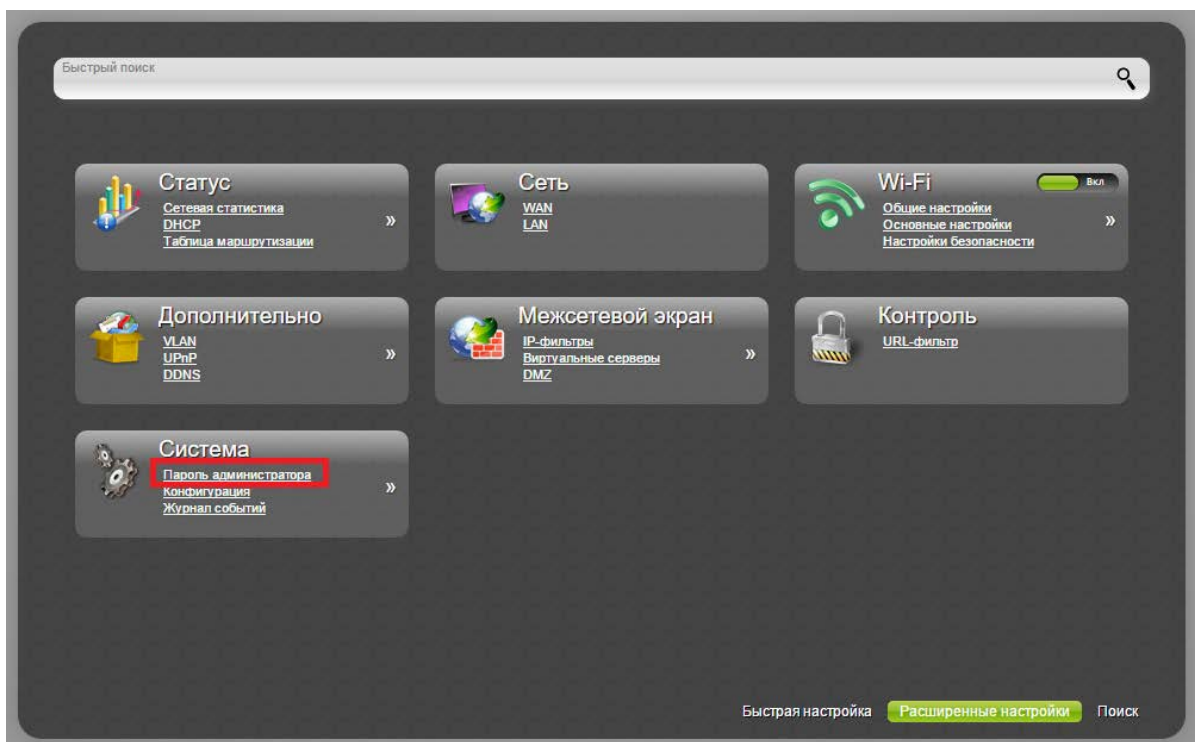 Быстрый поиск
Статус
Сетевая статистика
DHCP
Таблица маршрутизации
»
Сеть
WAN
LAN
Wi-Fi
Вкл
Общие настройки
Основные настройки
Настройки безопасности
»
Дополнительно
VLAN
UPnP
DDNS
»
Межсетевой экран
IP-фильтры
Виртуальные серверы
DMZ
»
Контроль
URL-фильтр
Система
Пароль администратора
Конфигурация
Журнал событий
»
Быстрая настройка Расширенные настройки Поиск